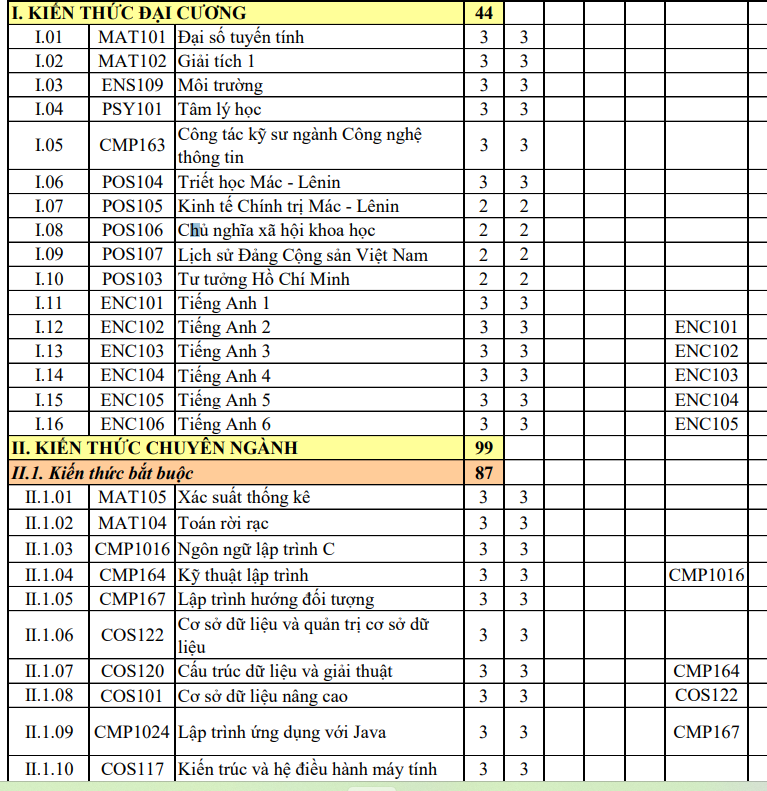 I. KIẾN THỨC ĐẠI CƯƠNG 44
I.01 MAT101 Đại số tuyến tính 3 3
I.02 MAT102 Giải tích 1 3 3
I.03 ENS109 Môi trường 3 3
I.04 PSY101 Tâm lý học 3 3
I.05 CMP163 Công tác kỹ sư ngành Công nghệ
thông tin 3 3
I.06 POS104 Triết học Mác - Lênin 3 3
I.07 POS105 Kinh tế Chính trị Mác - Lênin 2 2
I.08 POS106 Chủ nghĩa xã hội khoa học 2 2
I.09 POS107 Lịch sử Đảng Cộng sản Việt Nam 2 2
I.10 POS103 Tư tưởng Hồ Chí Minh 2 2
I.11 ENC101 Tiếng Anh 1 3 3
I.12 ENC102 Tiếng Anh 2 3 3 ENC101
I.13 ENC103 Tiếng Anh 3 3 3 ENC102
I.14 ENC104 Tiếng Anh 4 3 3 ENC103
I.15 ENC105 Tiếng Anh 5 3 3 ENC104
I.16 ENC106 Tiếng Anh 6 3 3 ENC105
II. KIẾN THỨC CHUYÊN NGÀNH 99
II.1. Kiến thức bắt buộc 87
II.1.01 MAT105 Xác suất thống kê 3 3
II.1.02 MAT104 Toán rời rạc 3 3
II.1.03 CMP1016 Ngôn ngữ lập trình C 3 3
II.1.04 CMP164 Kỹ thuật lập trình 3 3 CMP1016
II.1.05 CMP167 Lập trình hướng đối tượng 3 3
II.1.06 COS122 Cơ sở dữ liệu và quản trị cơ sở dữ
liệu 3 3
II.1.07 COS120 Cấu trúc dữ liệu và giải thuật 3 3 CMP164
II.1.08 COS101 Cơ sở dữ liệu nâng cao 3 3 COS122
II.1.09 CMP1024 Lập trình ứng dụng với Java 3 3 CMP167
II.1.10 COS117 Kiến trúc và hệ điều hành máy tính 3 3